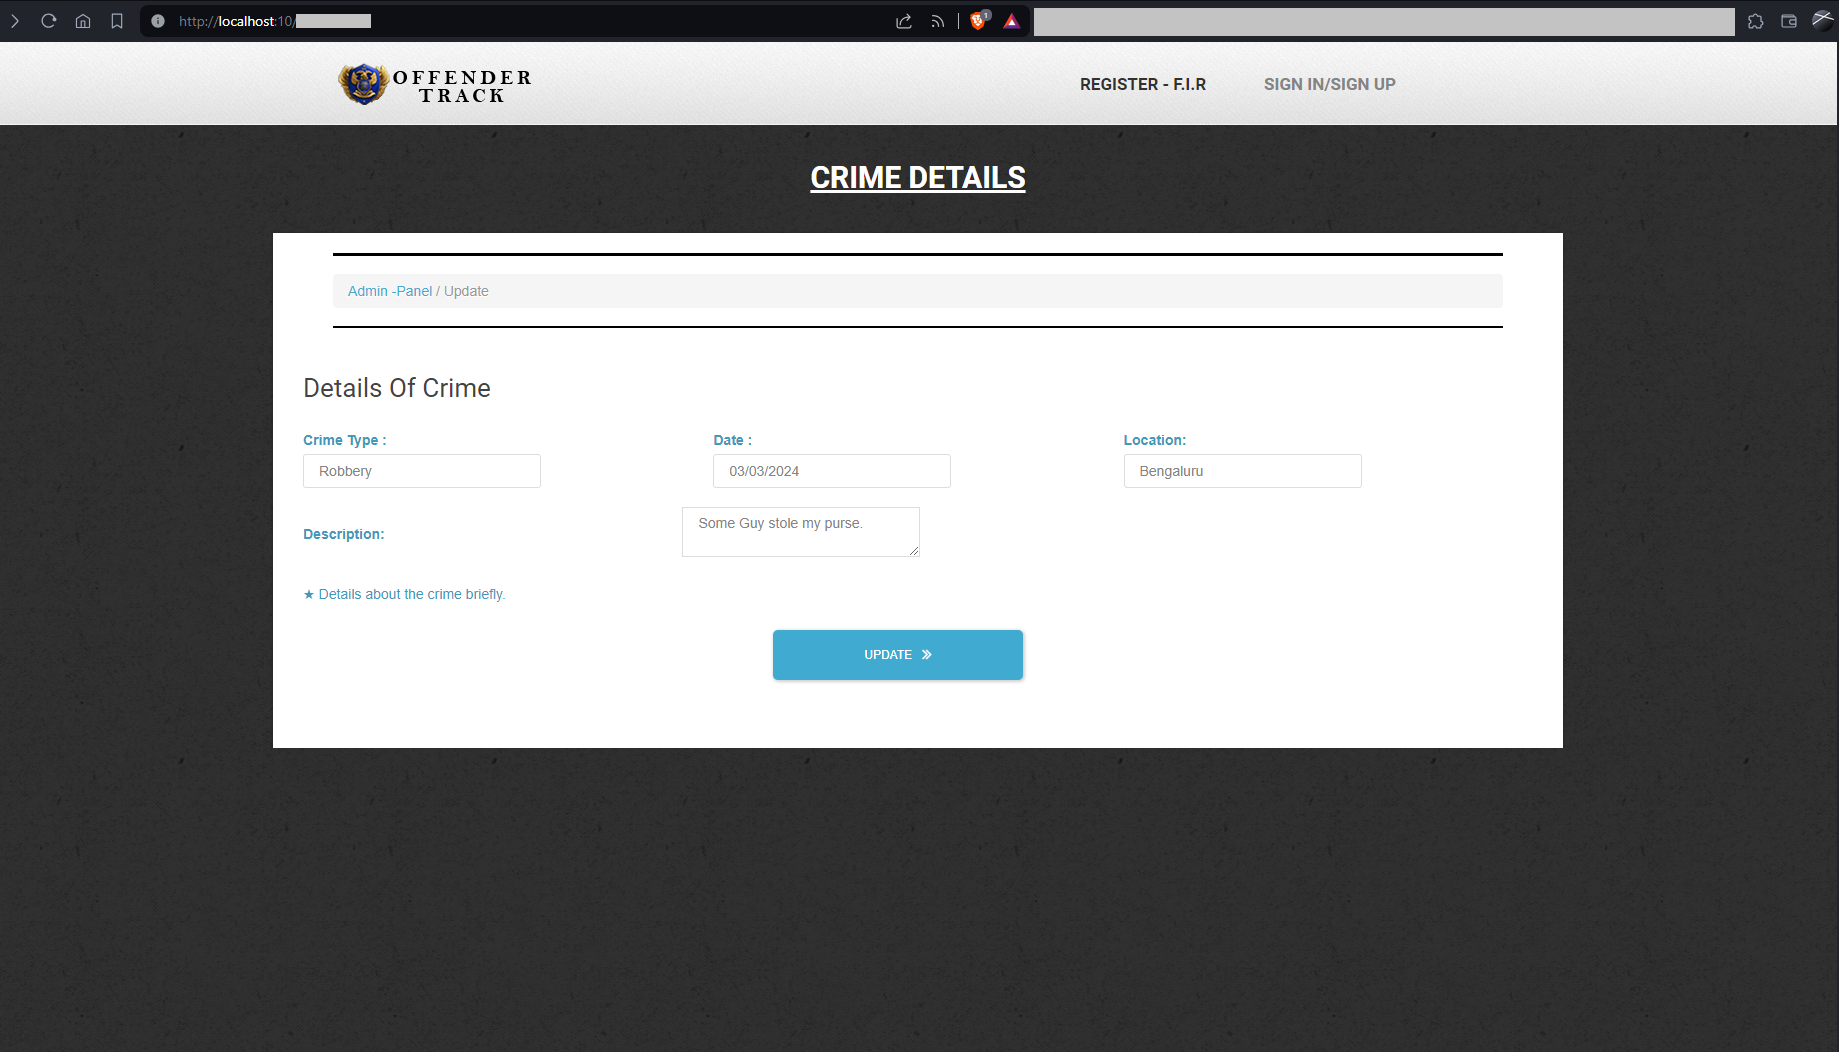 http://localhost:10/
1
OFFENDER
TRACK
REGISTER - F.I.R
SIGN IN/SIGN UP
CRIME DETAILS
Admin -Panel / Update
Details Of Crime
Crime Type :
Date :
Location:
Robbery
03/03/2024
Bengaluru
Description:
Some Guy stole my purse.
★ Details about the crime briefly.
UPDATE »